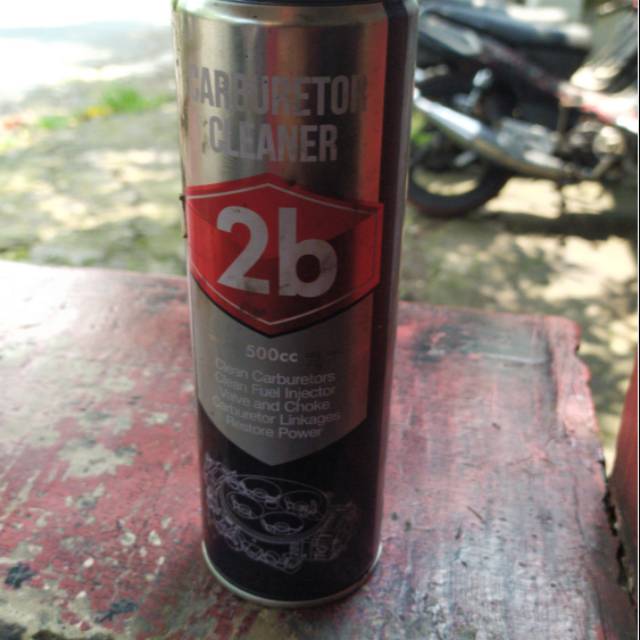 CARBURETOR
CLEANER
2b
500cc
Clean Carburetors
Clean Fuel Injector
Valve and Choke
Carburetor Linkages
Restore Power